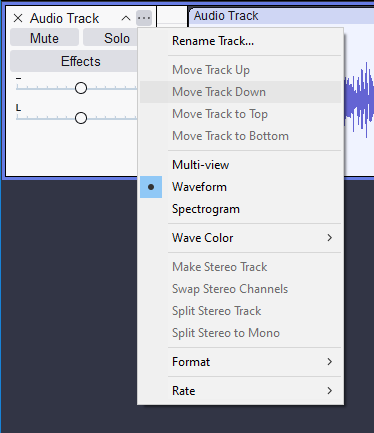 Audio Track
Audio Track
Mute
Solo
Effects
L
Rename Track...
Move Track Up
Move Track Down
Move Track to Top
Move Track to Bottom
Multi-view
Waveform
Spectrogram
Wave Color
Make Stereo Track
Swap Stereo Channels
Split Stereo Track
Split Stereo to Mono
Format
Rate